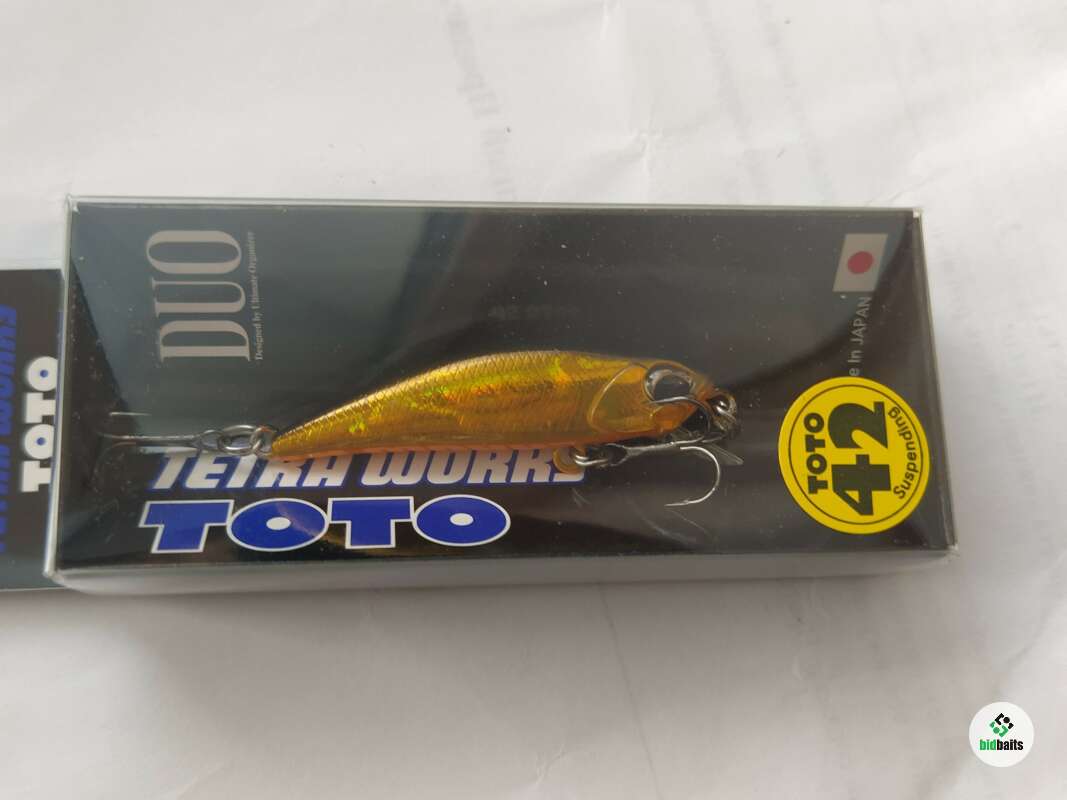 DUO
Designed by Ultimate Organizer
e In JAPAN
TOTO
42
Suspending
TETRA WORKS
TOTO
TOTO
bidbaits